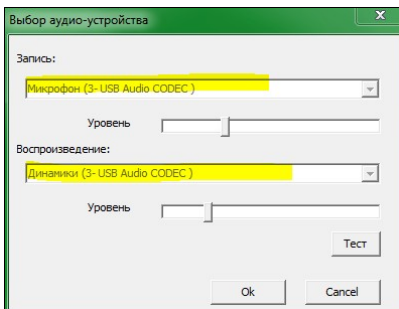 Выбор аудио-устройства
x
Запись:
Микрофон (3- USB Audio CODEC )
Уровень
Воспроизведение:
Динамики (3- USB Audio CODEC )
Уровень
Тест
Ok Cancel